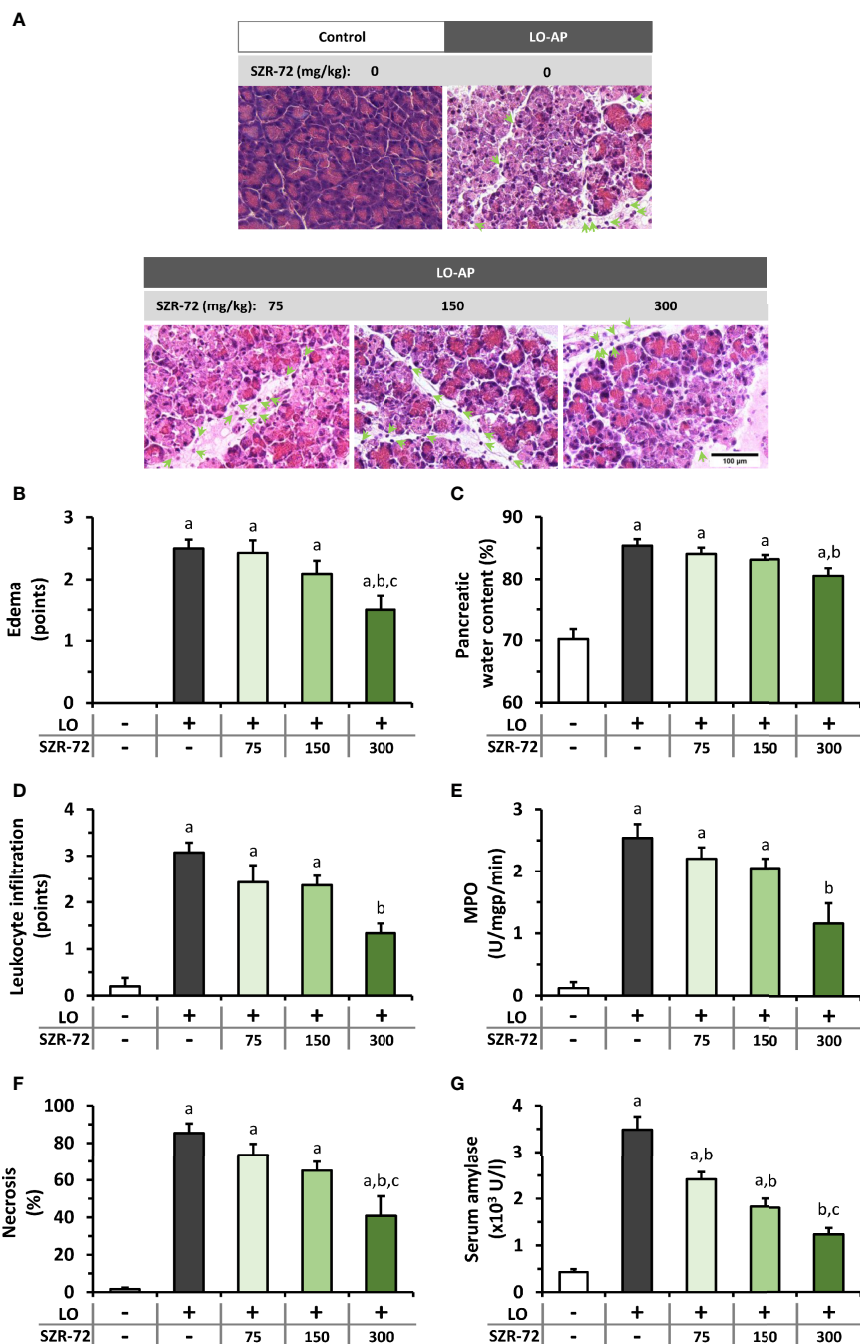 A
Control LO-AP
SZR-72 (mg/kg): 0 0
LO-AP
SZR-72 (mg/kg): 75 150 300
100 µm
B
Edema
(points)
3
2
1
0
a a a a,b,c
LO - + + + +
SZR-72 - - 75 150 300
C
Pancreatic
water content (%)
90
80
70
60
a a a a,b
LO - + + + +
SZR-72 - - 75 150 300
D
Leukocyte infiltration
(points)
4
3
2
1
0
a a a b
LO - + + + +
SZR-72 - - 75 150 300
E
MPO
(U/mgp/min)
3
2
1
0
a a a b
LO - + + + +
SZR-72 - - 75 150 300
F
Necrosis
(%)
100
80
60
40
20
0
a a a a,b,c
LO - + + + +
SZR-72 - - 75 150 300
G
Serum amylase
(x10³ U/l)
4
3
2
1
0
a a,b a,b b,c
LO - + + + +
SZR-72 - - 75 150 300